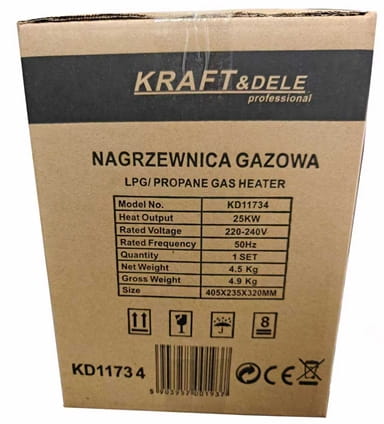 KRAFT&DELE
professional
NAGRZEWNICA GAZOWA
LPG/ PROPANE GAS HEATER
Model No. KD11734
Heat Output 25KW
Rated Voltage 220-240V
Rated Frequency 50Hz
Quantity 1 SET
Net Weight 4.5 Kg
Gross Weight 4.9 Kg
Size 405X235X320MM
8
KD11734
CE
5903957001937